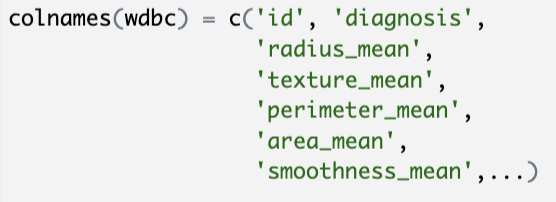 colnames(wdbc) = c('id', 'diagnosis',
'radius_mean',
'texture_mean',
'perimeter_mean',
'area_mean',
'smoothness_mean',...)